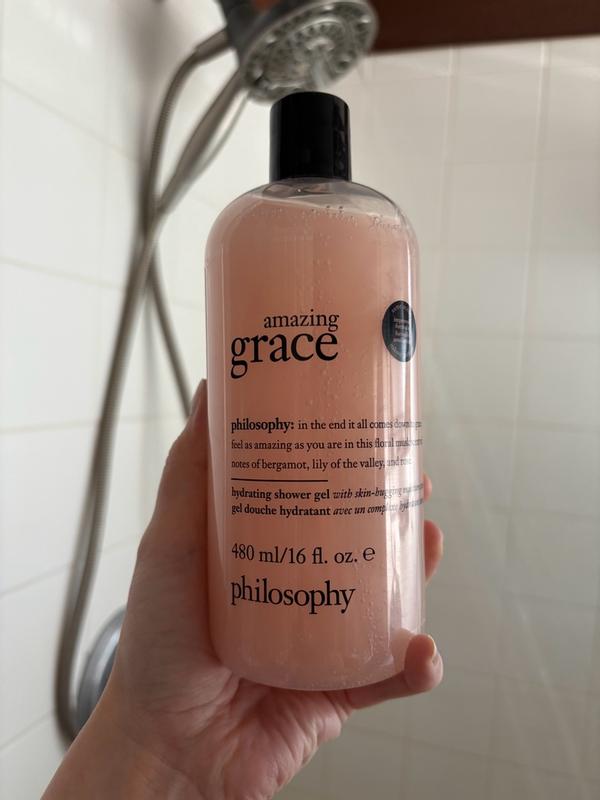 amazing
grace
philosophy: in the end it all comes down to
feel as amazing as you are in this floral musk
notes of bergamot, lily of the valley, and rose.
hydrating shower gel with skin-hugging
gel douche hydratant avec un complexe
480 ml/16 fl. oz. ℮
philosophy